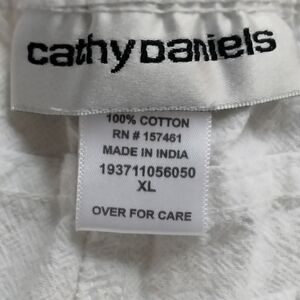 cathy Daniels
100% COTTON
RN # 157461
MADE IN INDIA
193711056050
XL
OVER FOR CARE